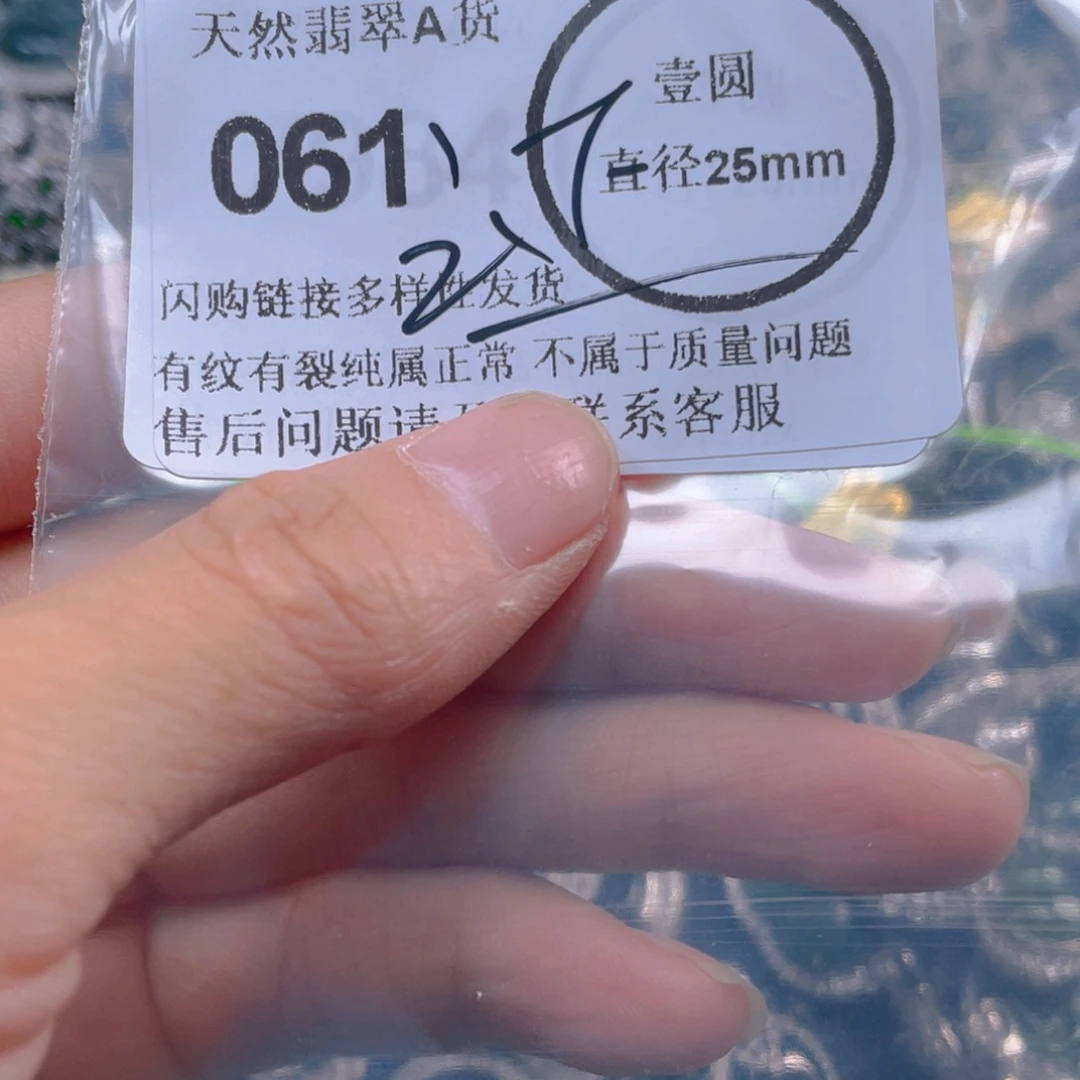 天然翡翠A货
壹圆
061
直径25mm
闪购链接多样性发货
有纹有裂纯属正常 不属于质量问题
售后问题请 联系客服